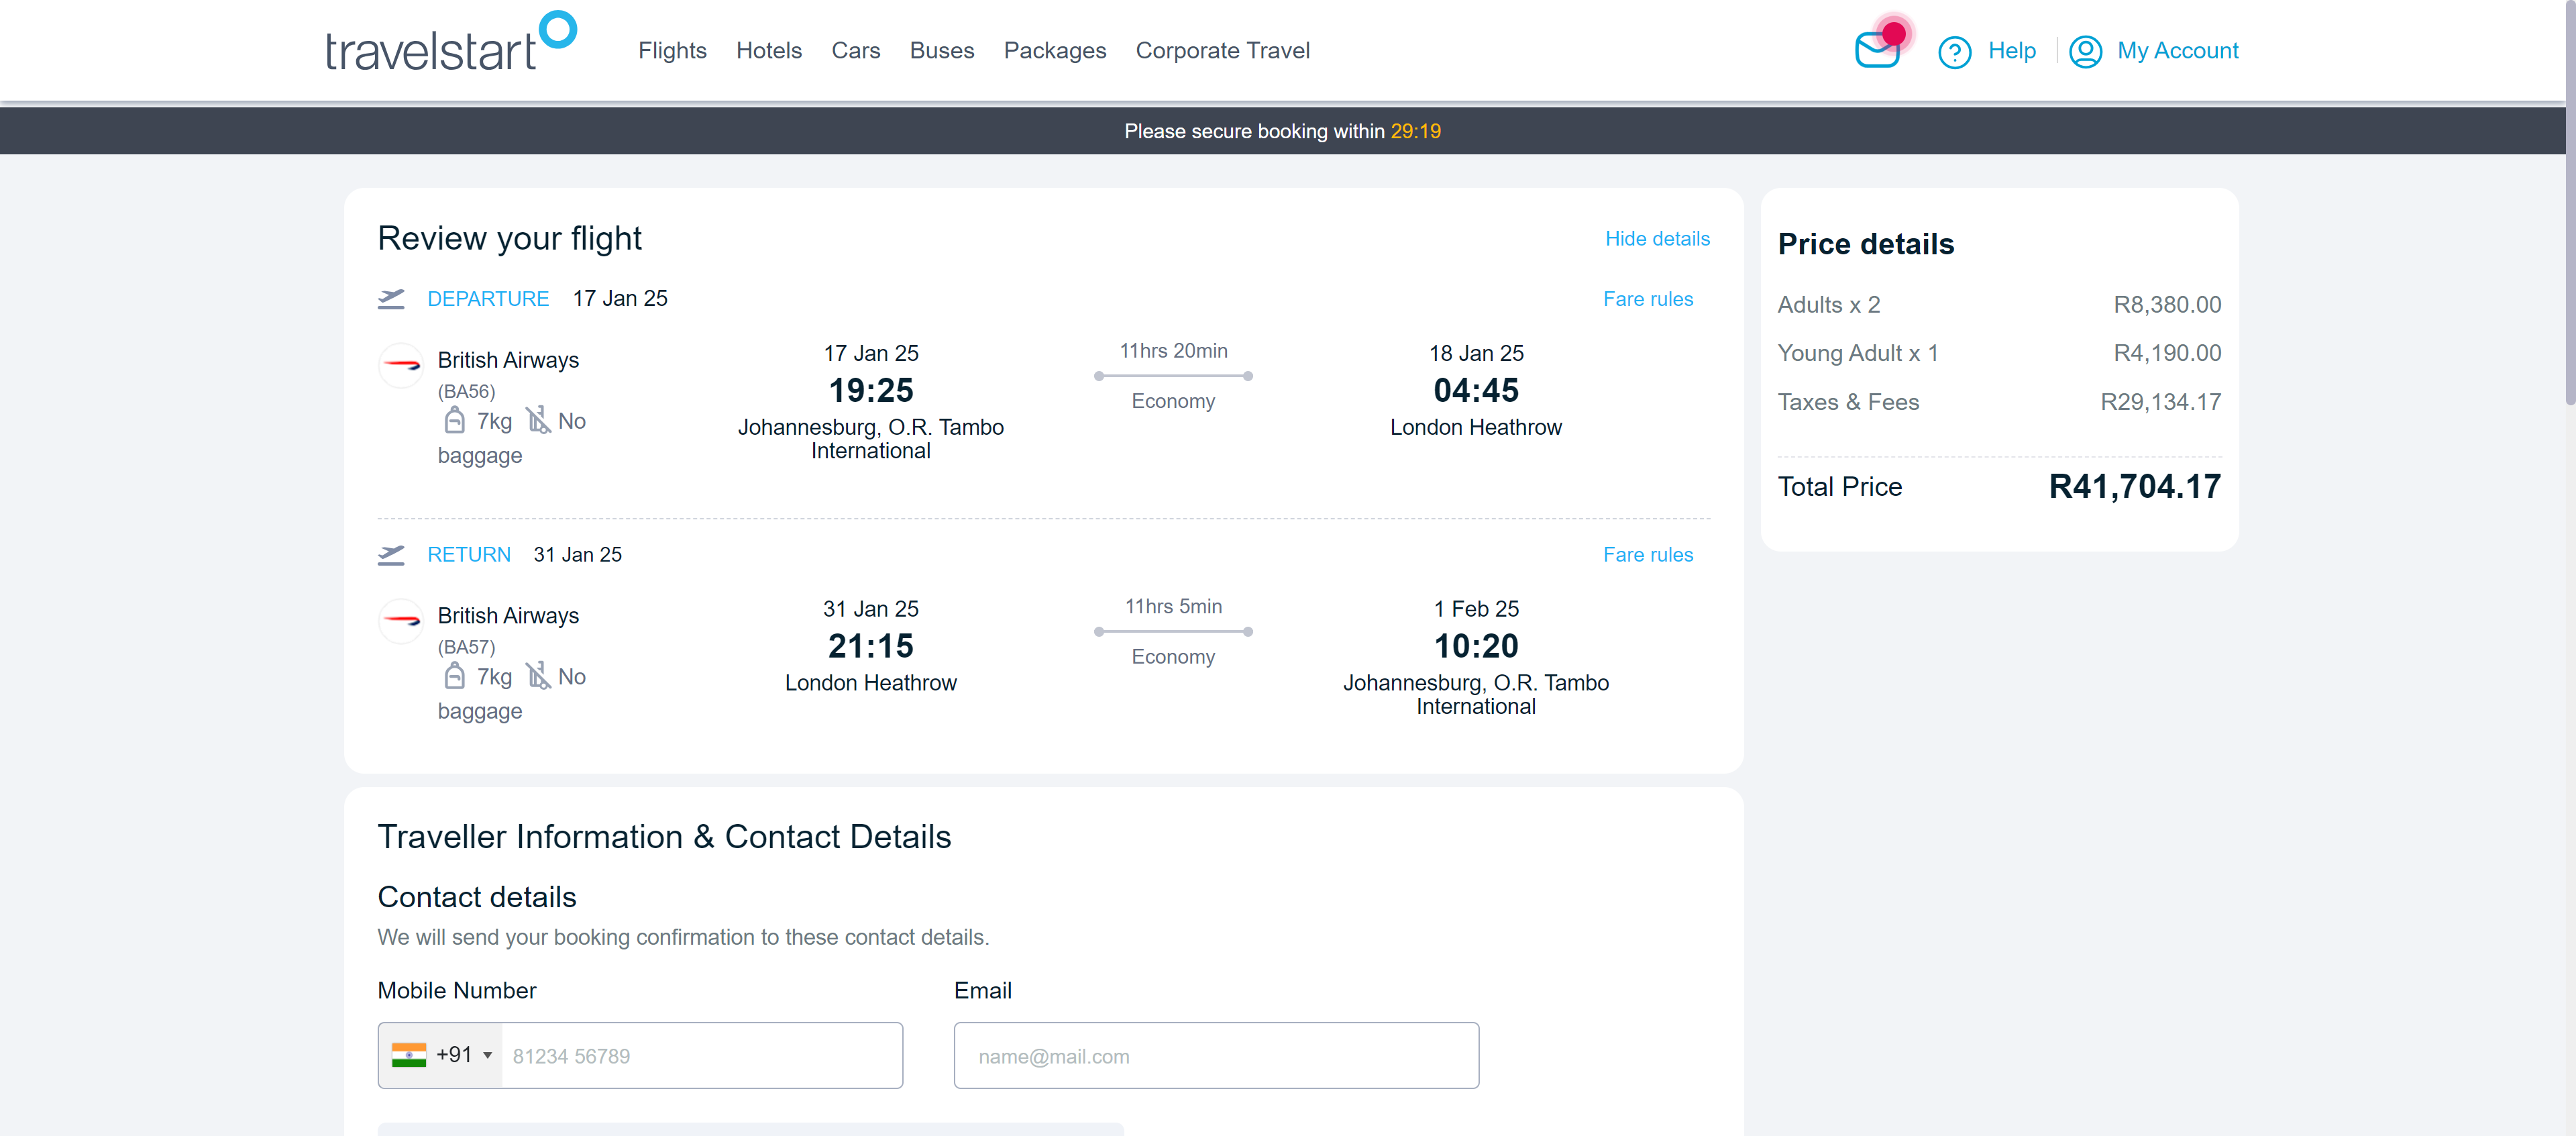 travelstart
Flights Hotels Cars Buses Packages Corporate Travel
Help My Account
Please secure booking within 29:19
Review your flight
Hide details
DEPARTURE 17 Jan 25
Fare rules
British Airways
(BA56)
7kg No
baggage
17 Jan 25
19:25
Johannesburg, O.R. Tambo
International
11hrs 20min
Economy
18 Jan 25
04:45
London Heathrow
RETURN 31 Jan 25
Fare rules
British Airways
(BA57)
7kg No
baggage
31 Jan 25
21:15
London Heathrow
11hrs 5min
Economy
1 Feb 25
10:20
Johannesburg, O.R. Tambo
International
Price details
Adults x 2 R8,380.00
Young Adult x 1 R4,190.00
Taxes & Fees R29,134.17
Total Price R41,704.17
Traveller Information & Contact Details
Contact details
We will send your booking confirmation to these contact details.
Mobile Number
+91 81234 56789
Email
name@mail.com